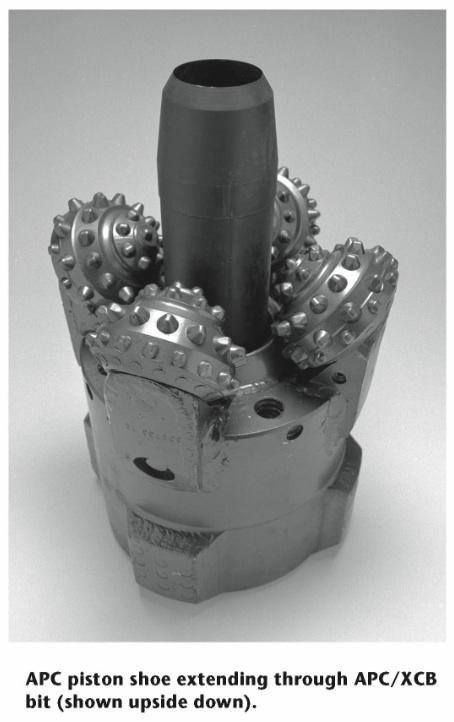 APC piston shoe extending through APC/XCB
bit (shown upside down).